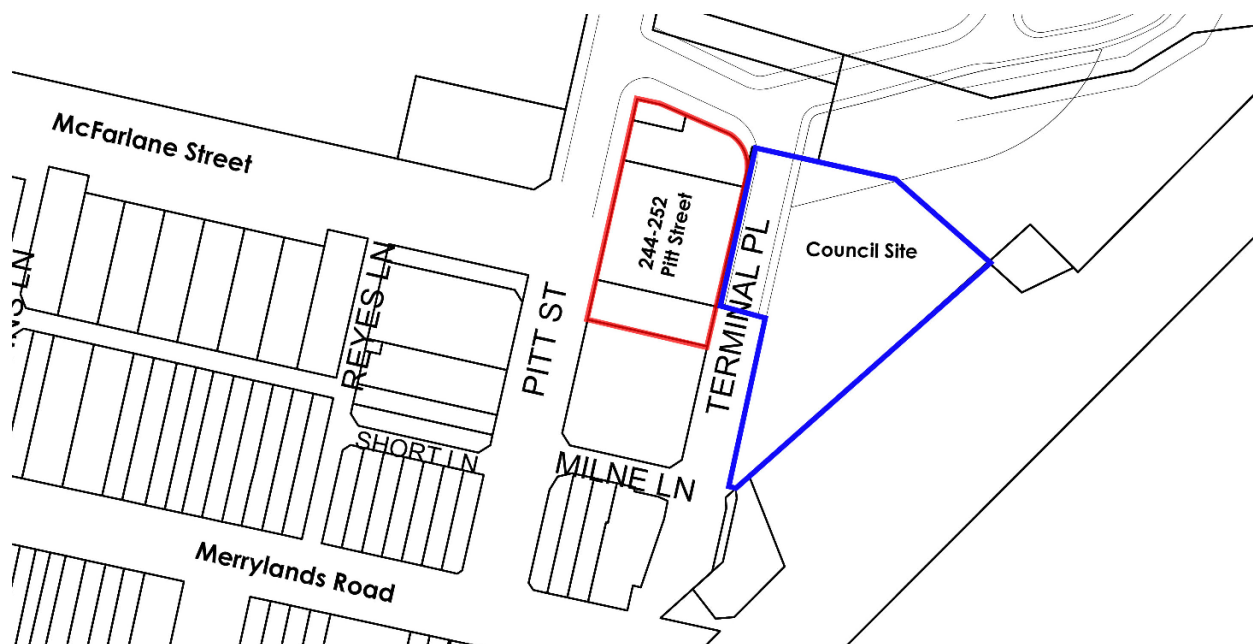 McFarlane Street
244-252
Pitt Street
Council Site
TERMINAL PL
REYES LN
PITT ST
SHORT LN
MILNE LN
Merrylands Road
LN